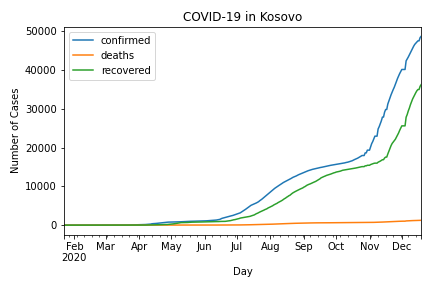 COVID-19 in Kosovo
confirmed
deaths
recovered
Number of Cases
50000
40000
30000
20000
10000
0
Feb Mar Apr May Jun Jul Aug Sep Oct Nov Dec
2020
Day